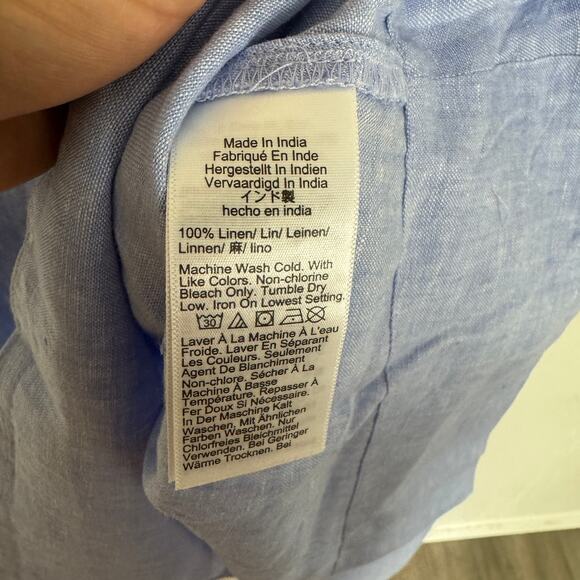 Made In India
Fabriqué En Inde
Hergestellt In Indien
Vervaardigd In India
インド製
hecho en india
100% Linen/ Lin/ Leinen/
Linnen/ 麻/ lino
Machine Wash Cold. With
Like Colors. Non-chlorine
Bleach Only. Tumble Dry
Low. Iron On Lowest Setting.
30
Laver À La Machine À L'eau
Froide. Laver En Séparant
Les Couleurs. Seulement
Agent De Blanchiment
Non-chlore. Sécher À La
Machine À Basse
Température. Repasser À
Fer Doux Si Nécessaire.
In Der Maschine Kalt
Waschen, Mit Ähnlichen
Farben Waschen. Nur
Chlorfreies Bleichmittel
Verwenden. Bei Geringer
Wärme Trocknen. Bei